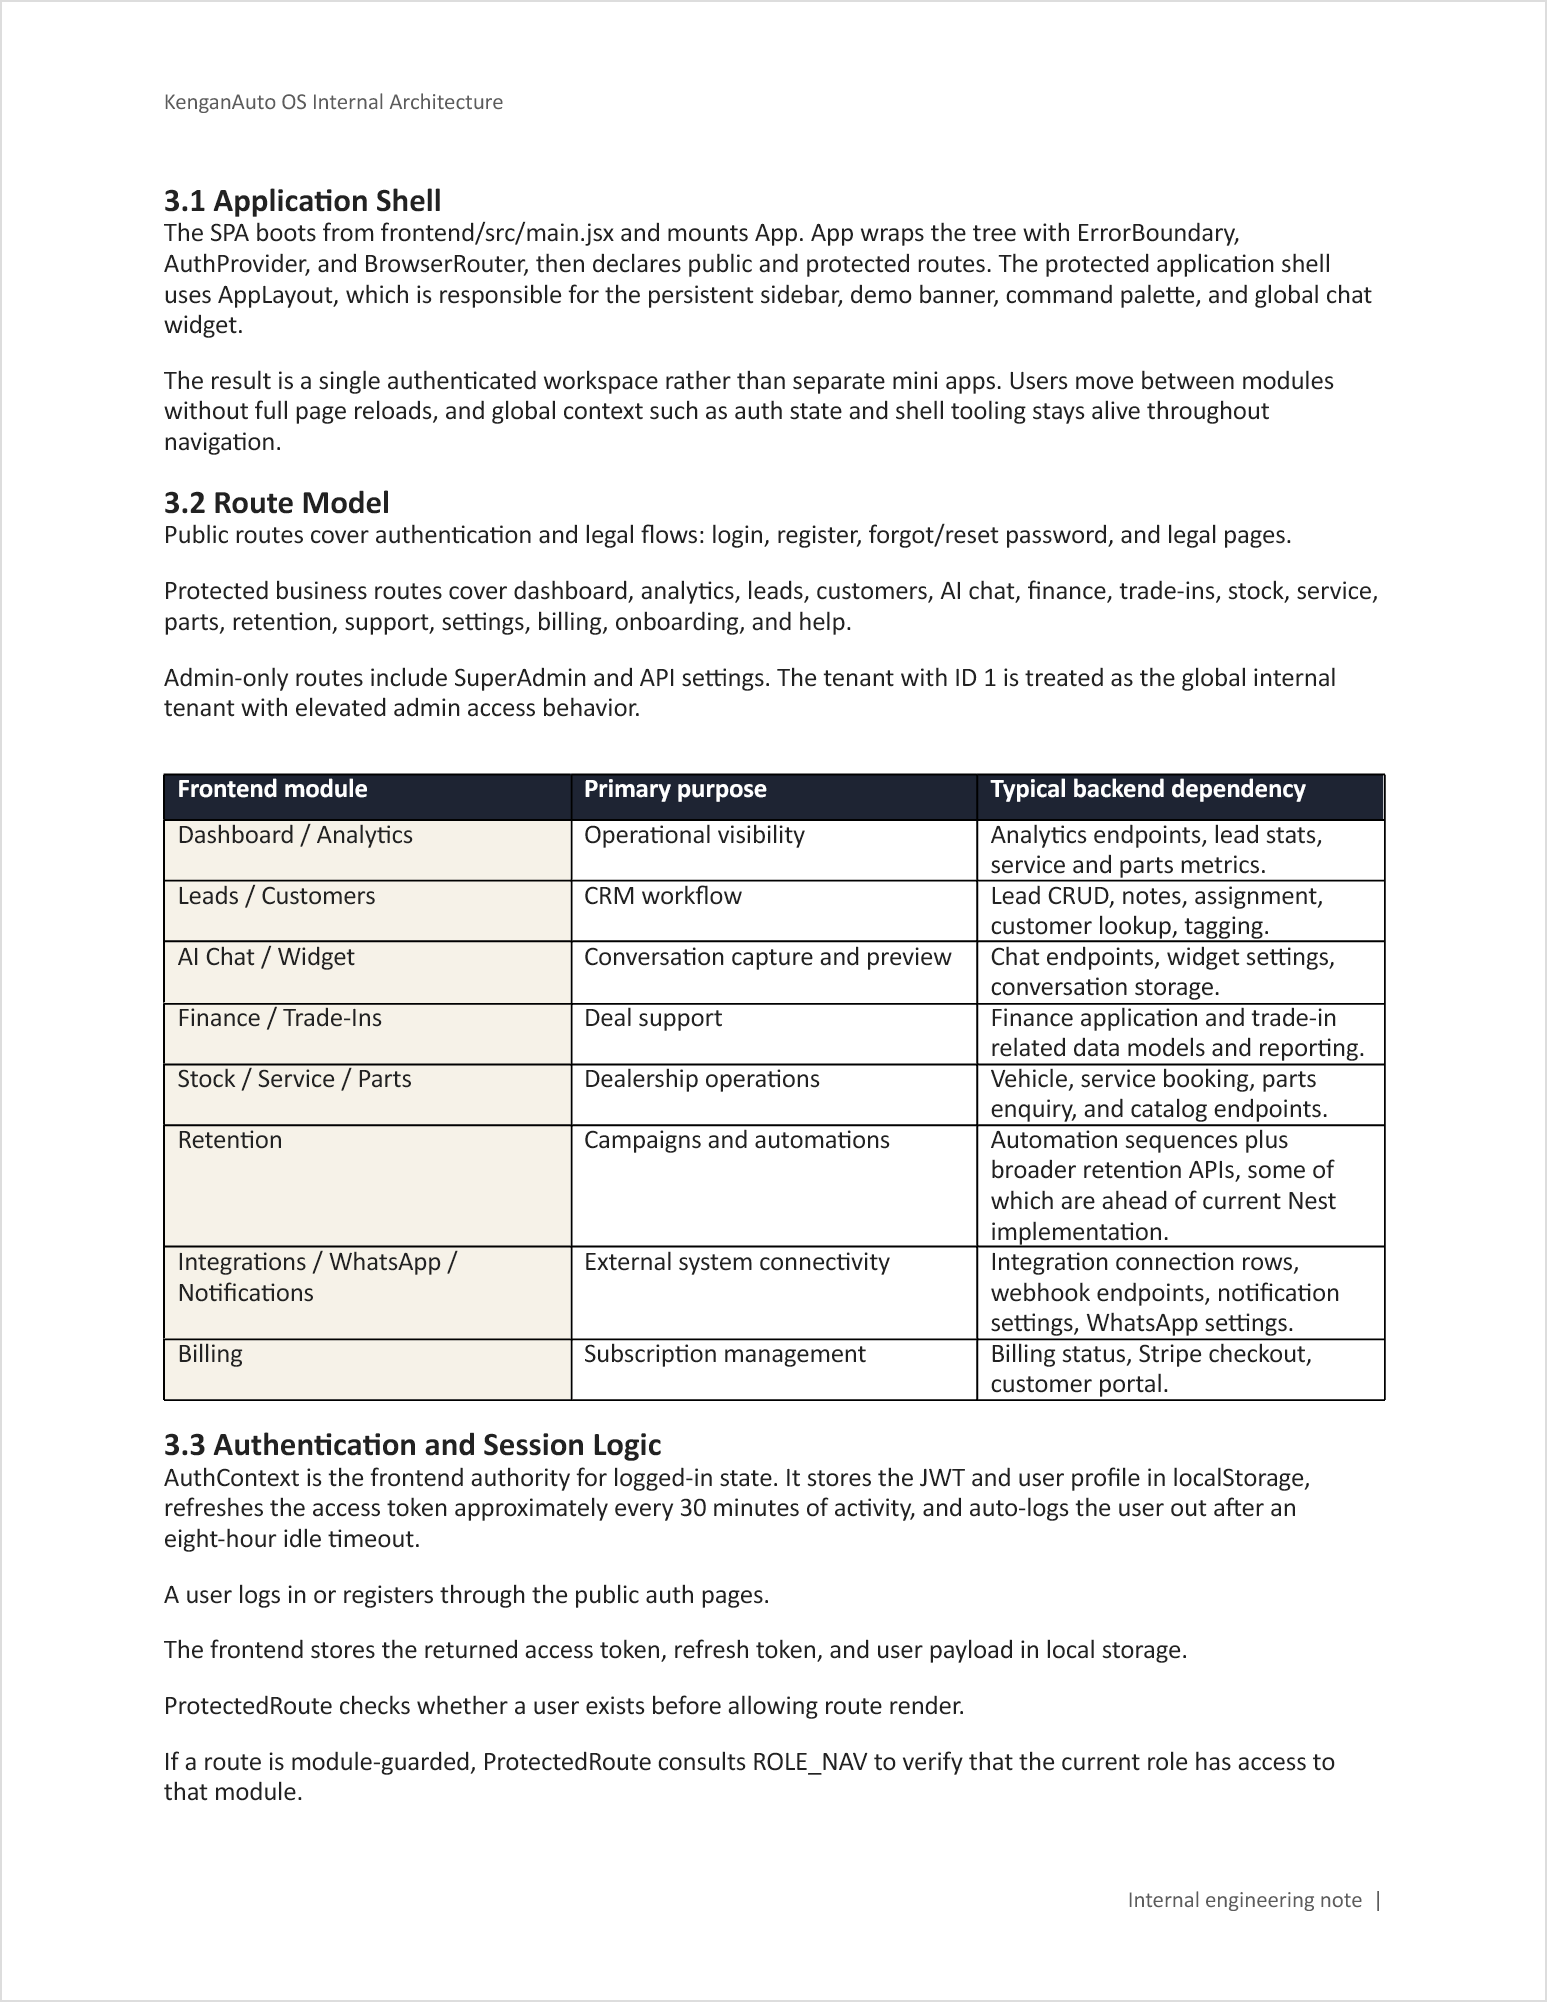 KenganAuto OS Internal Architecture
3.1 Application Shell
The SPA boots from frontend/src/main.jsx and mounts App. App wraps the tree with ErrorBoundary,
AuthProvider, and BrowserRouter, then declares public and protected routes. The protected application shell
uses AppLayout, which is responsible for the persistent sidebar, demo banner, command palette, and global chat
widget.
The result is a single authenticated workspace rather than separate mini apps. Users move between modules
without full page reloads, and global context such as auth state and shell tooling stays alive throughout
navigation.
3.2 Route Model
Public routes cover authentication and legal flows: login, register, forgot/reset password, and legal pages.
Protected business routes cover dashboard, analytics, leads, customers, AI chat, finance, trade-ins, stock, service,
parts, retention, support, settings, billing, onboarding, and help.
Admin-only routes include SuperAdmin and API settings. The tenant with ID 1 is treated as the global internal
tenant with elevated admin access behavior.
Frontend module Primary purpose Typical backend dependency
Dashboard / Analytics Operational visibility Analytics endpoints, lead stats,
service and parts metrics.
Leads / Customers CRM workflow Lead CRUD, notes, assignment,
customer lookup, tagging.
AI Chat / Widget Conversation capture and preview Chat endpoints, widget settings,
conversation storage.
Finance / Trade-Ins Deal support Finance application and trade-in
related data models and reporting.
Stock / Service / Parts Dealership operations Vehicle, service booking, parts
enquiry, and catalog endpoints.
Retention Campaigns and automations Automation sequences plus
broader retention APIs, some of
which are ahead of current Nest
implementation.
Integrations / WhatsApp / External system connectivity Integration connection rows,
Notifications webhook endpoints, notification
settings, WhatsApp settings.
Billing Subscription management Billing status, Stripe checkout,
customer portal.
3.3 Authentication and Session Logic
AuthContext is the frontend authority for logged-in state. It stores the JWT and user profile in localStorage,
refreshes the access token approximately every 30 minutes of activity, and auto-logs the user out after an
eight-hour idle timeout.
A user logs in or registers through the public auth pages.
The frontend stores the returned access token, refresh token, and user payload in local storage.
ProtectedRoute checks whether a user exists before allowing route render.
If a route is module-guarded, ProtectedRoute consults ROLE_NAV to verify that the current role has access to
that module.
Internal engineering note |